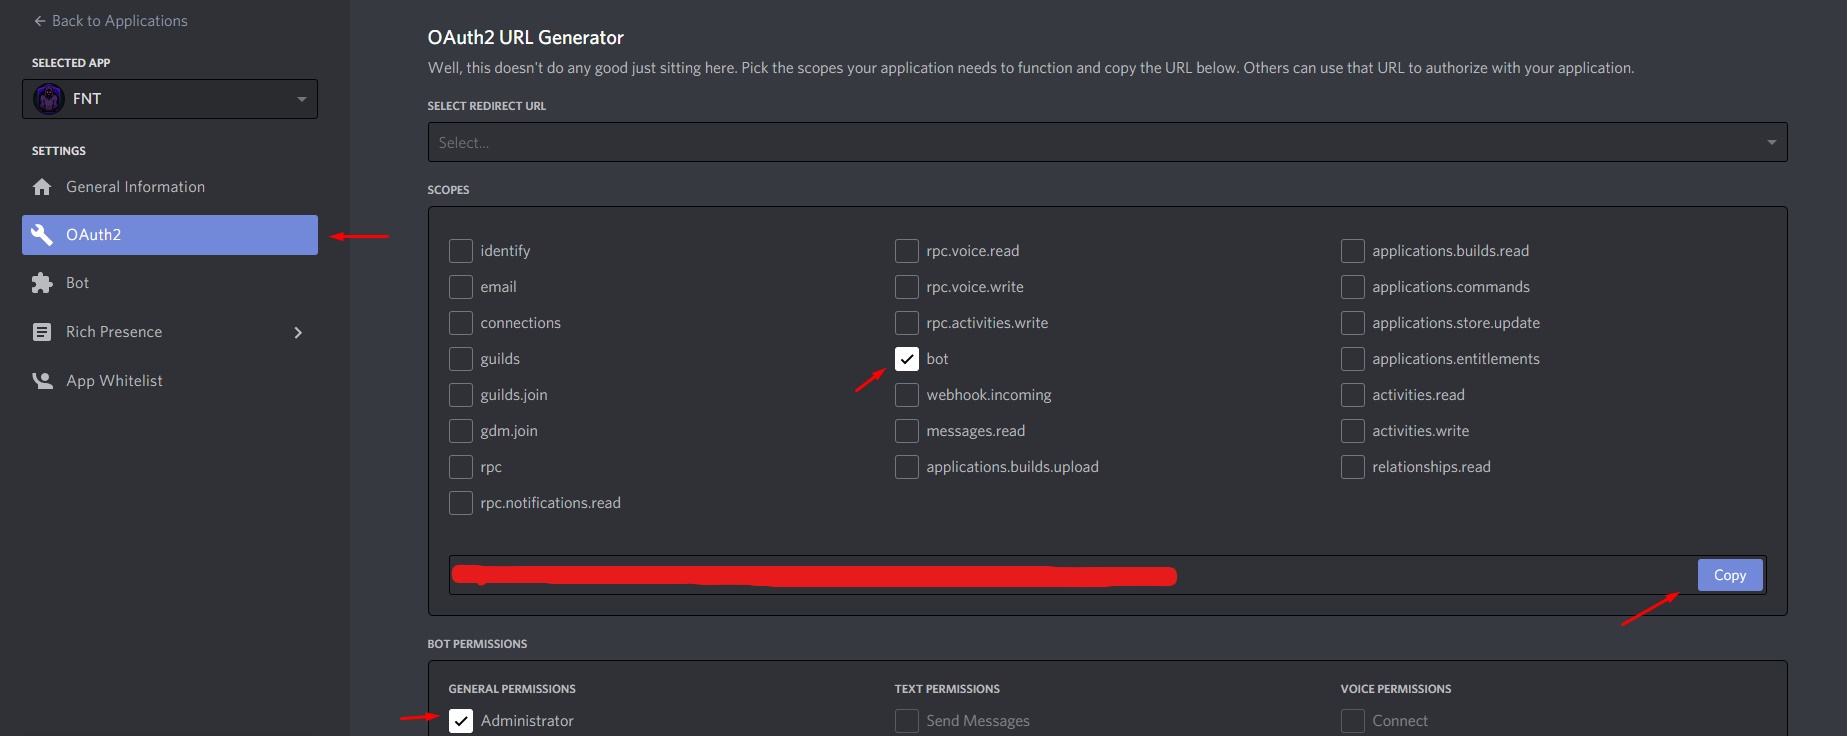 ← Back to Applications
SELECTED APP
FNT
SETTINGS
General Information
OAuth2
Bot
Rich Presence
App Whitelist
OAuth2 URL Generator
Well, this doesn't do any good just sitting here. Pick the scopes your application needs to function and copy the URL below. Others can use that URL to authorize with your application.
SELECT REDIRECT URL
Select...
SCOPES
identify
email
connections
guilds
guilds.join
gdm.join
rpc
rpc.notifications.read
rpc.voice.read
rpc.voice.write
rpc.activities.write
bot
webhook.incoming
messages.read
applications.builds.upload
applications.builds.read
applications.commands
applications.store.update
applications.entitlements
activities.read
activities.write
relationships.read
Copy
BOT PERMISSIONS
GENERAL PERMISSIONS
Administrator
TEXT PERMISSIONS
Send Messages
VOICE PERMISSIONS
Connect